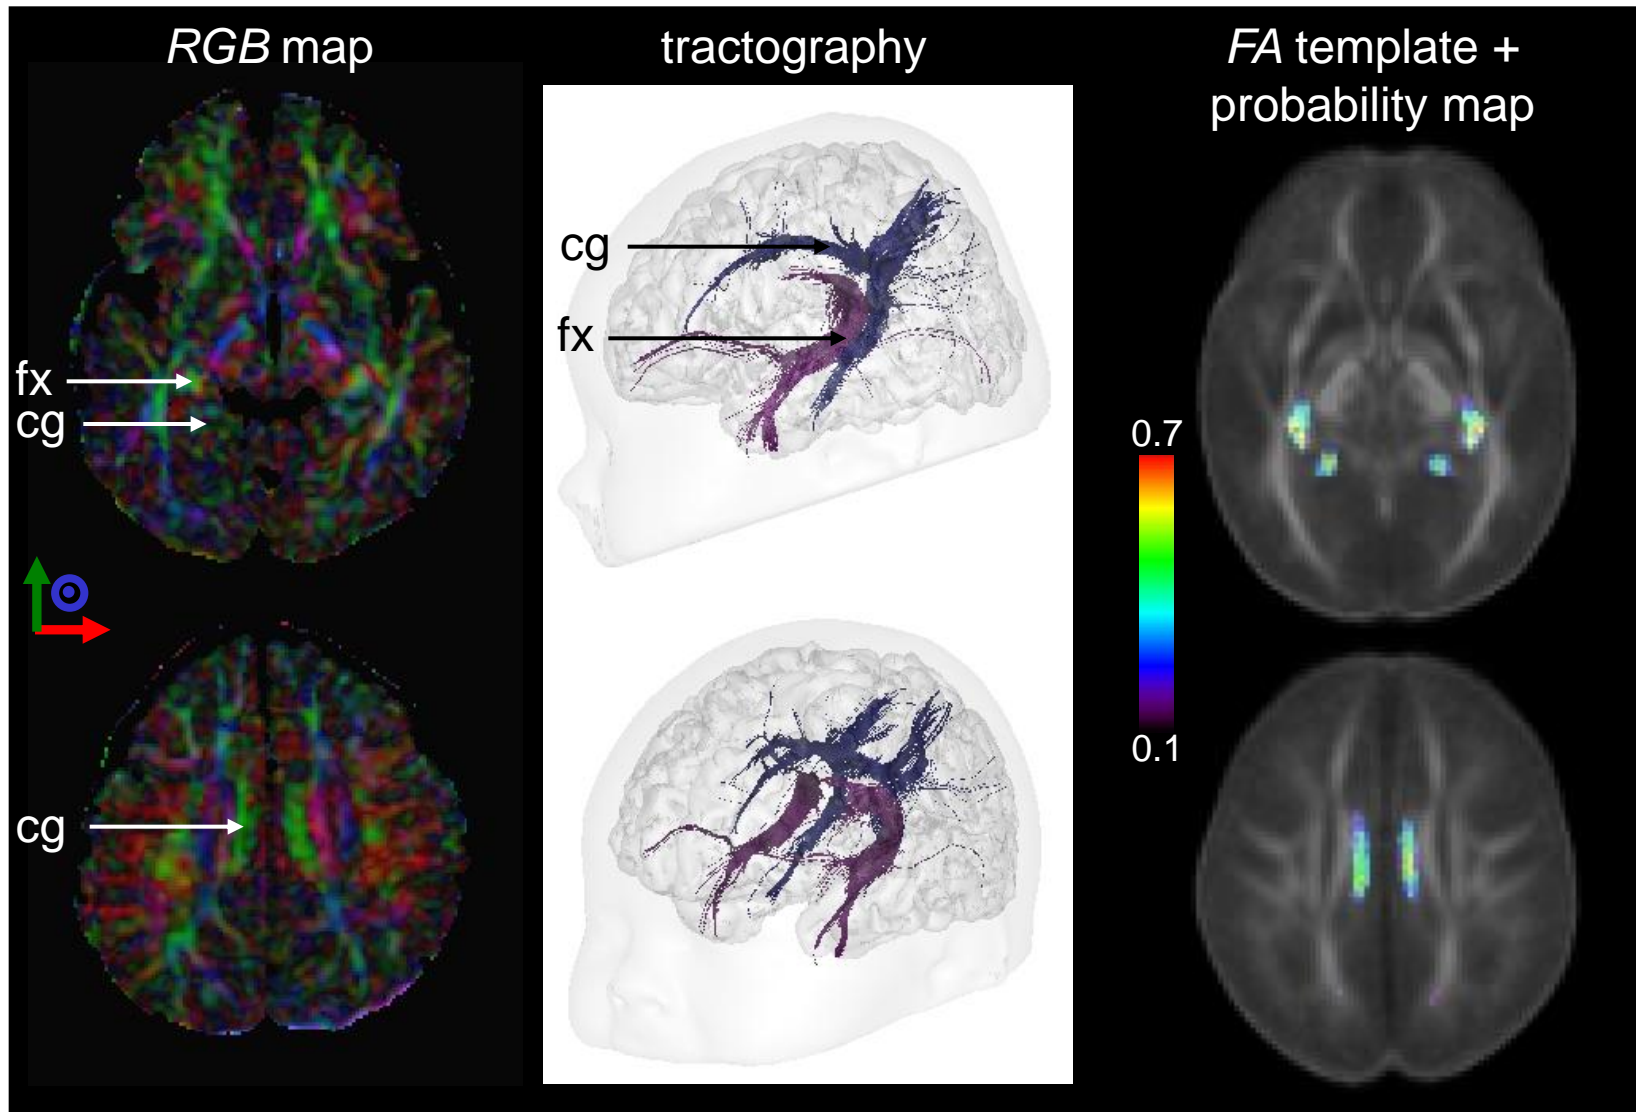 RGB map
tractography
FA template +
probability map
cg
fx
fx
cg
0.7
0.1
cg